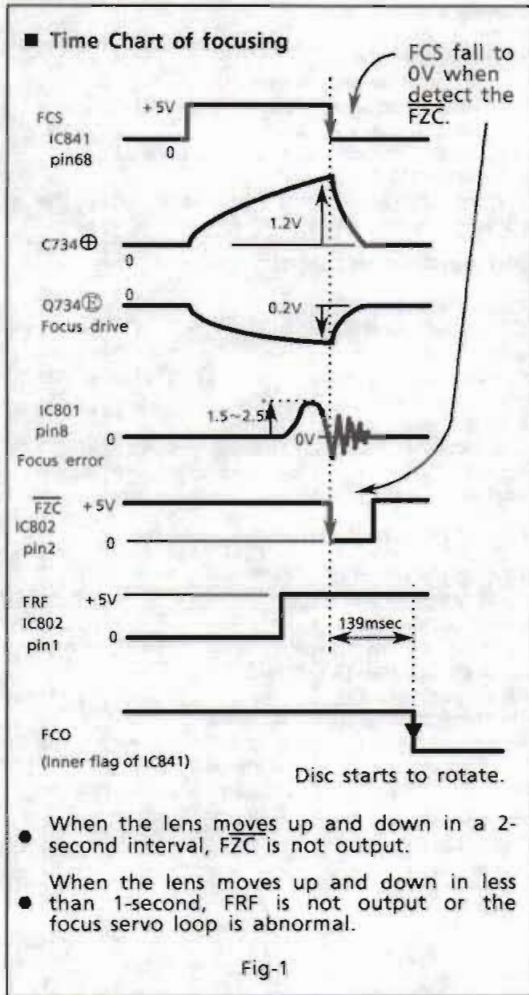 ■ Time Chart of focusing
FCS fall to
0V when
detect the
FZC.
FCS
IC841
pin68
+5V
0
C734⊕
0
1.2V
Q734Ⓔ
Focus drive
0
0.2V
IC801
pin8
Focus error
0
1.5~2.5
0V
FZC
IC802
pin2
+5V
0
FRF
IC802
pin1
+5V
0
139msec
FCO
(Inner flag of IC841)
Disc starts to rotate.
● When the lens moves up and down in a 2-
second interval, FZC is not output.
● When the lens moves up and down in less
than 1-second, FRF is not output or the
focus servo loop is abnormal.
Fig-1